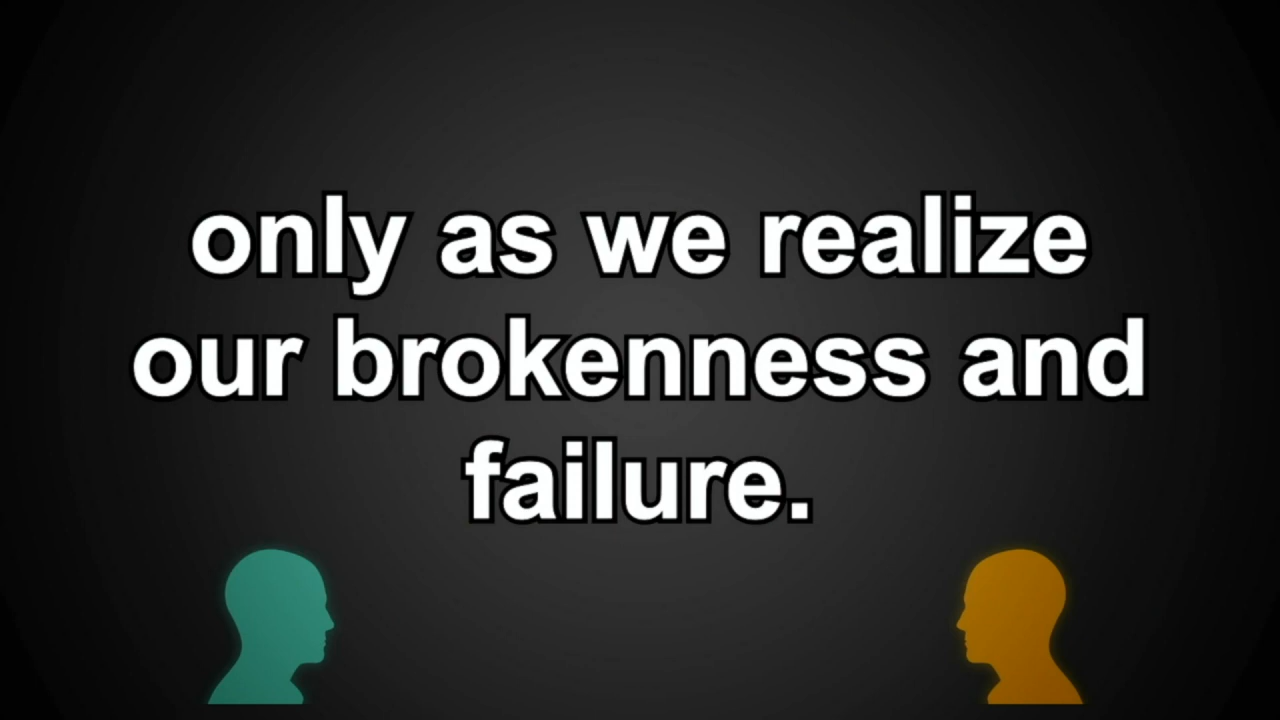 only as we realize
our brokenness and
failure.